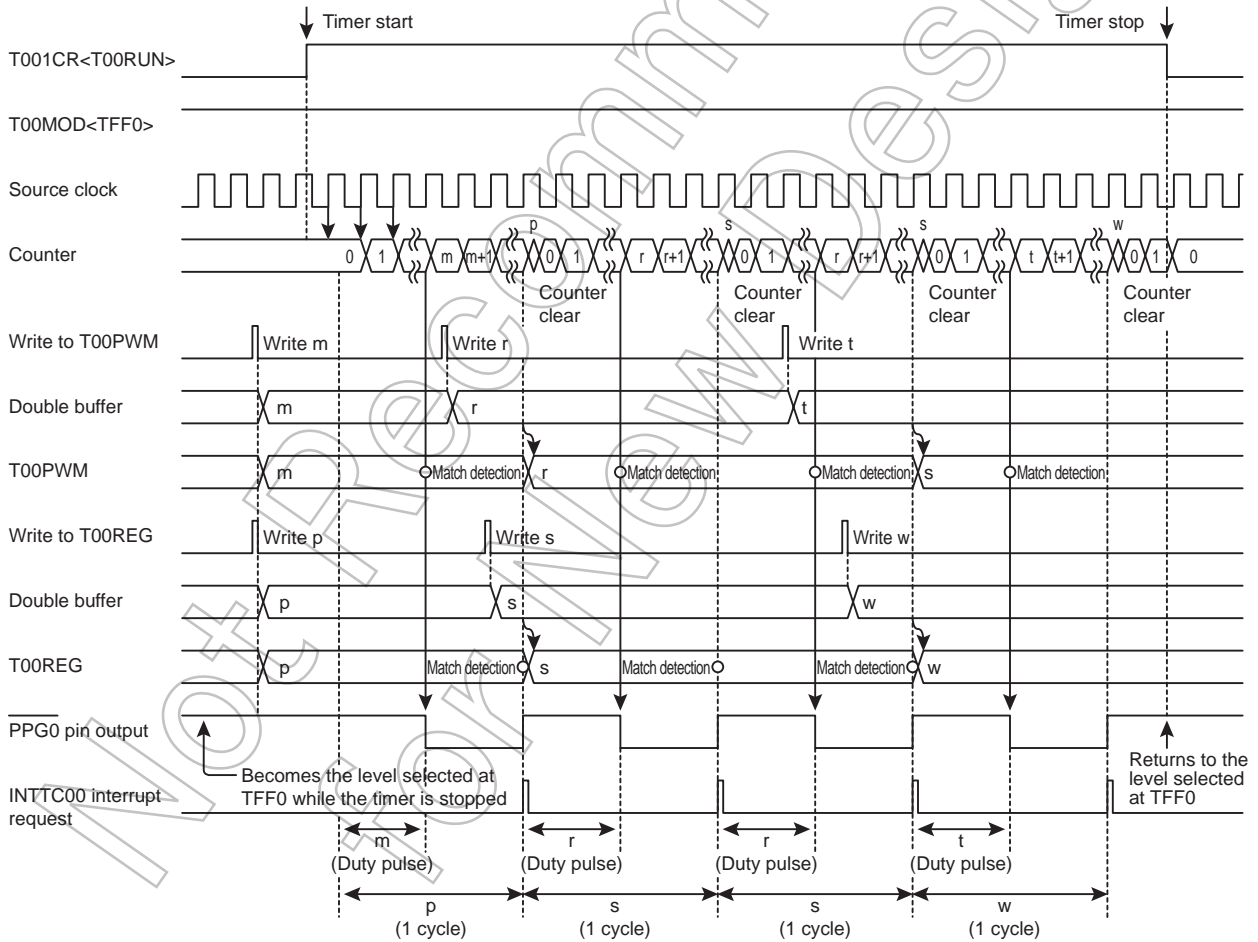 Timer start
Timer stop
T001CR<T00RUN>
T00MOD<TFF0>
Source clock
p s s w
Counter
0 1 m m+1 0 1 r r+1 0 1 r r+1 0 1 t t+1 0 1 0
Counter clear
Counter clear
Counter clear
Counter clear
Write to T00PWM
Write m
Write r
Write t
Double buffer
m
r
t
T00PWM
m
Match detection
r
Match detection
Match detection
s
Match detection
Write to T00REG
Write p
Write s
Write w
Double buffer
p
s
w
T00REG
p
Match detection
s
Match detection
Match detection
w
PPG0 pin output
Becomes the level selected at
TFF0 while the timer is stopped
Returns to the
level selected
at TFF0
INTTC00 interrupt
request
m
(Duty pulse)
r
(Duty pulse)
r
(Duty pulse)
t
(Duty pulse)
p
(1 cycle)
s
(1 cycle)
s
(1 cycle)
w
(1 cycle)
Not Recomm
for New Desi